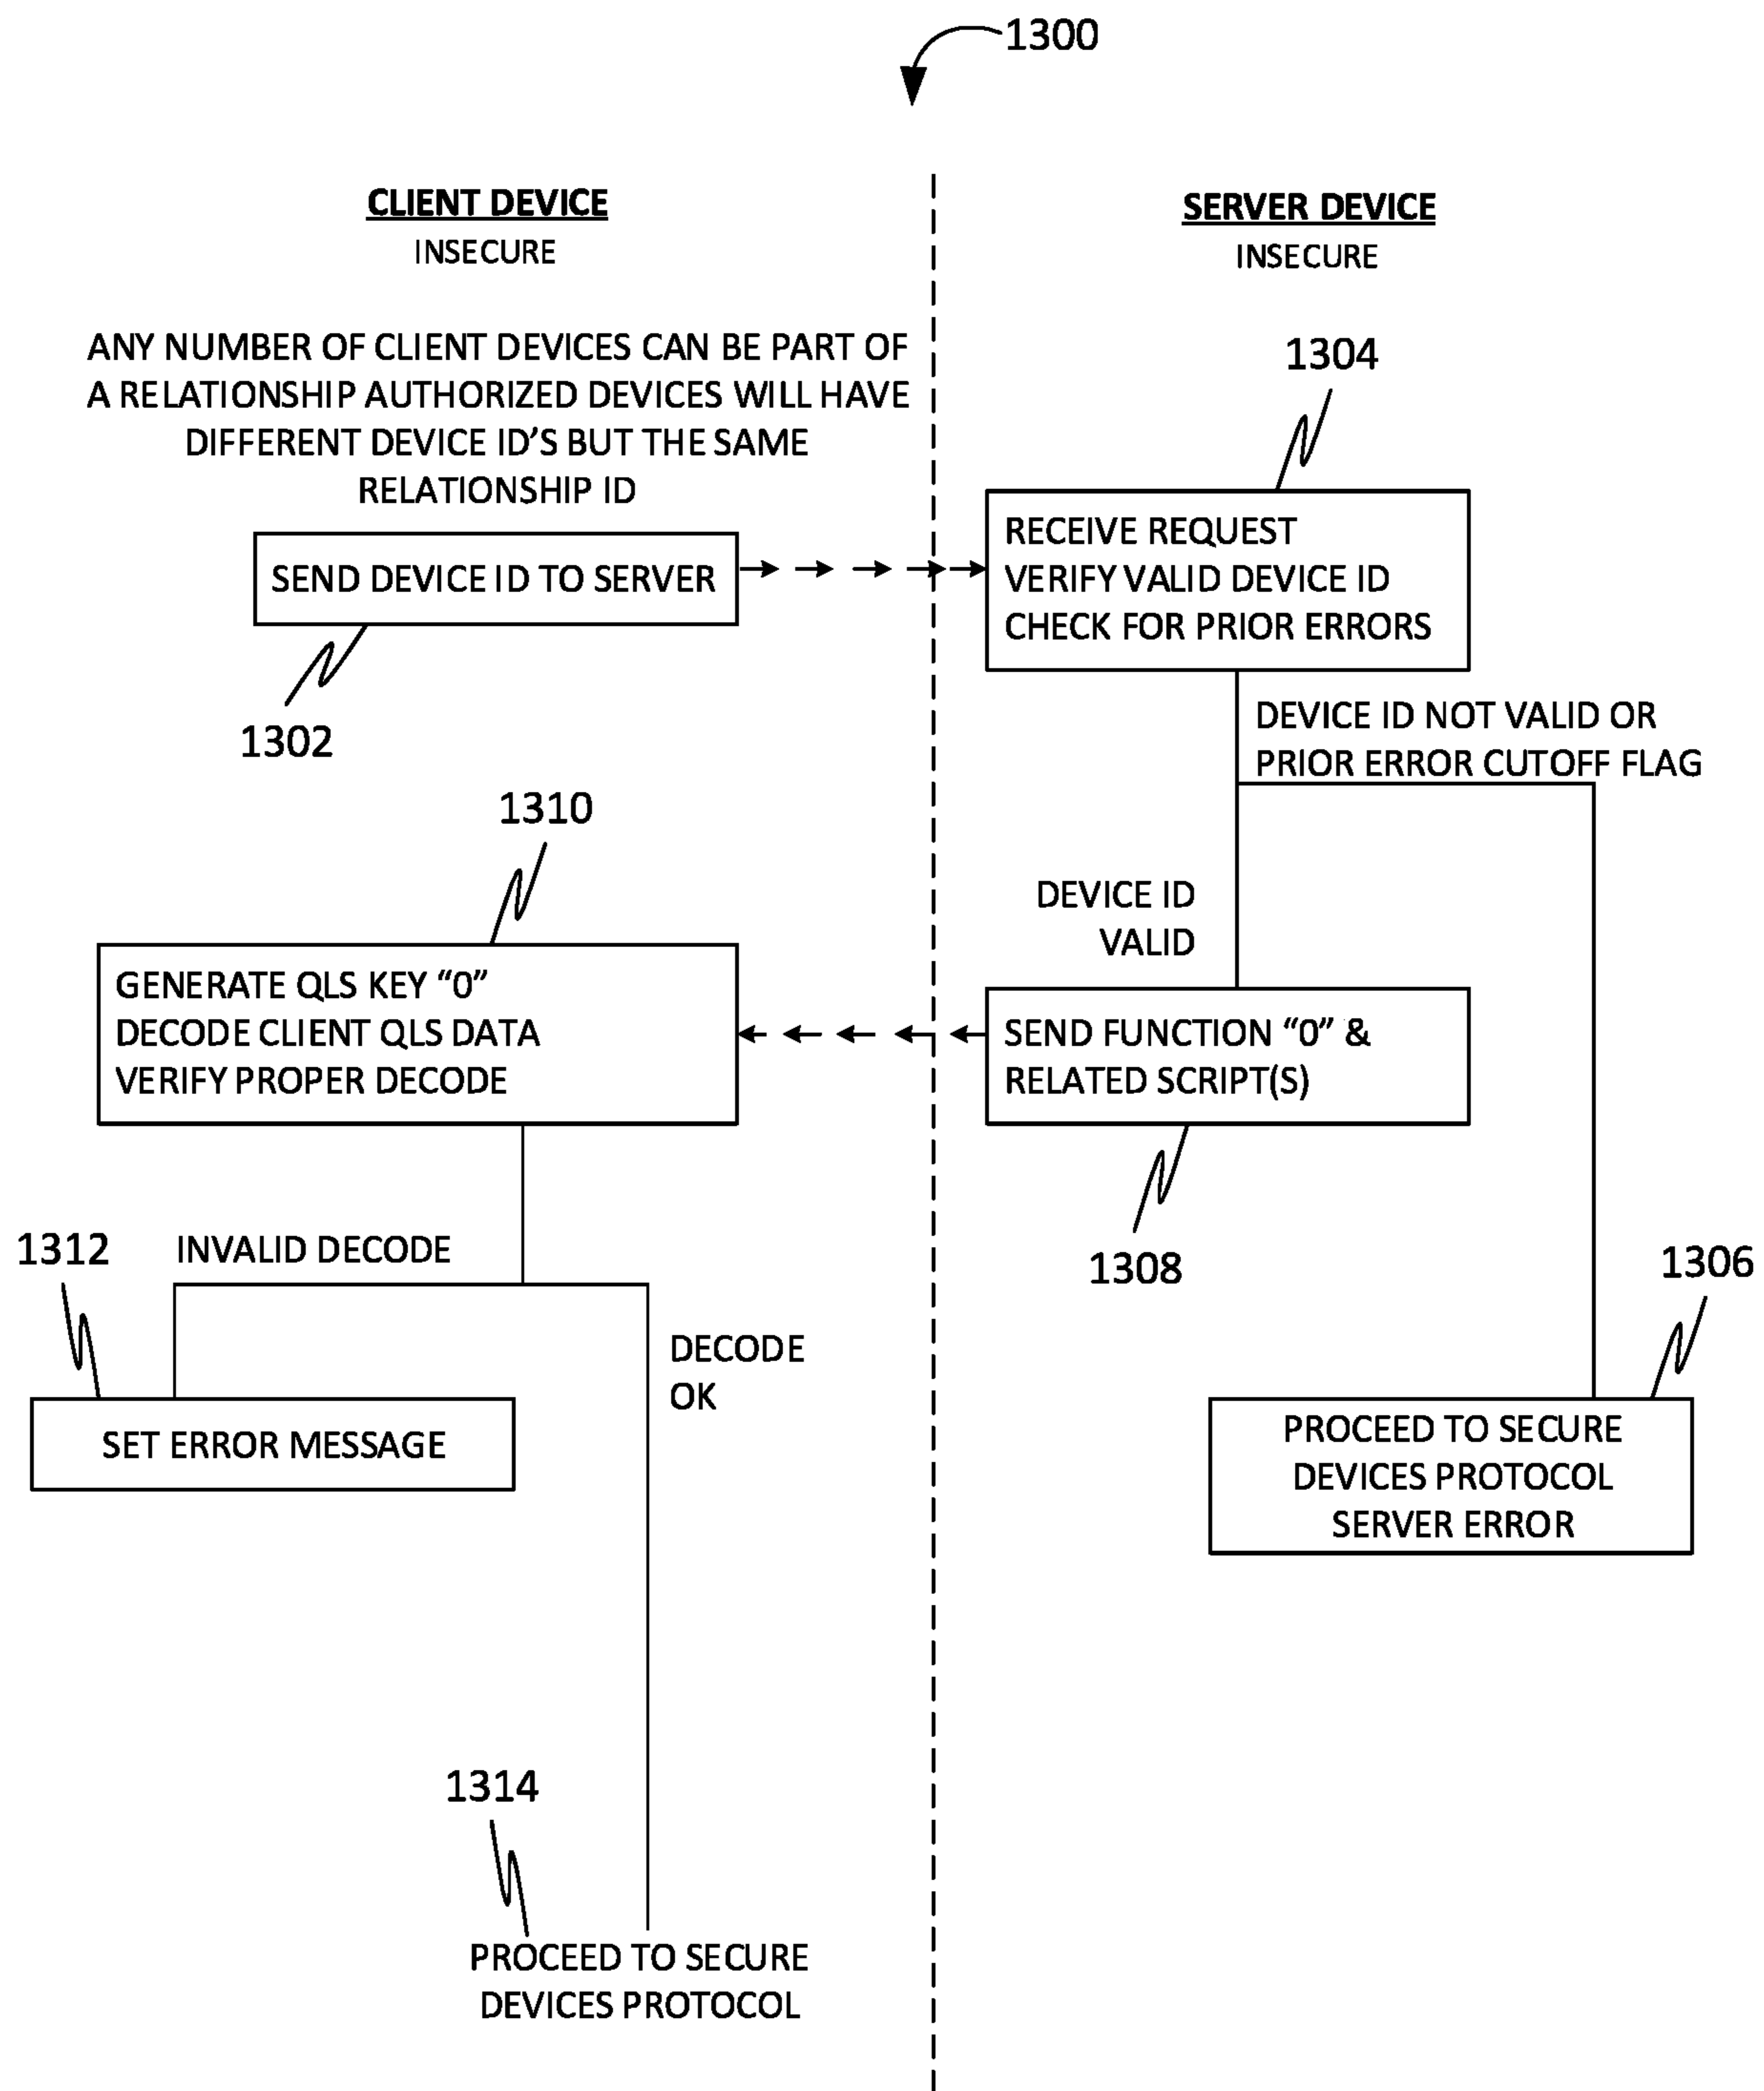 1300
CLIENT DEVICE
INSECURE
SERVER DEVICE
INSECURE
ANY NUMBER OF CLIENT DEVICES CAN BE PART OF
A RELATIONSHIP AUTHORIZED DEVICES WILL HAVE
DIFFERENT DEVICE ID’S BUT THE SAME
RELATIONSHIP ID
1304
SEND DEVICE ID TO SERVER
RECEIVE REQUEST
VERIFY VALID DEVICE ID
CHECK FOR PRIOR ERRORS
1302
DEVICE ID NOT VALID OR
PRIOR ERROR CUTOFF FLAG
1310
DEVICE ID
VALID
GENERATE QLS KEY “0”
DECODE CLIENT QLS DATA
VERIFY PROPER DECODE
SEND FUNCTION “0” &
RELATED SCRIPT(S)
1312
INVALID DECODE
1308
1306
DECODE
OK
SET ERROR MESSAGE
PROCEED TO SECURE
DEVICES PROTOCOL
SERVER ERROR
1314
PROCEED TO SECURE
DEVICES PROTOCOL